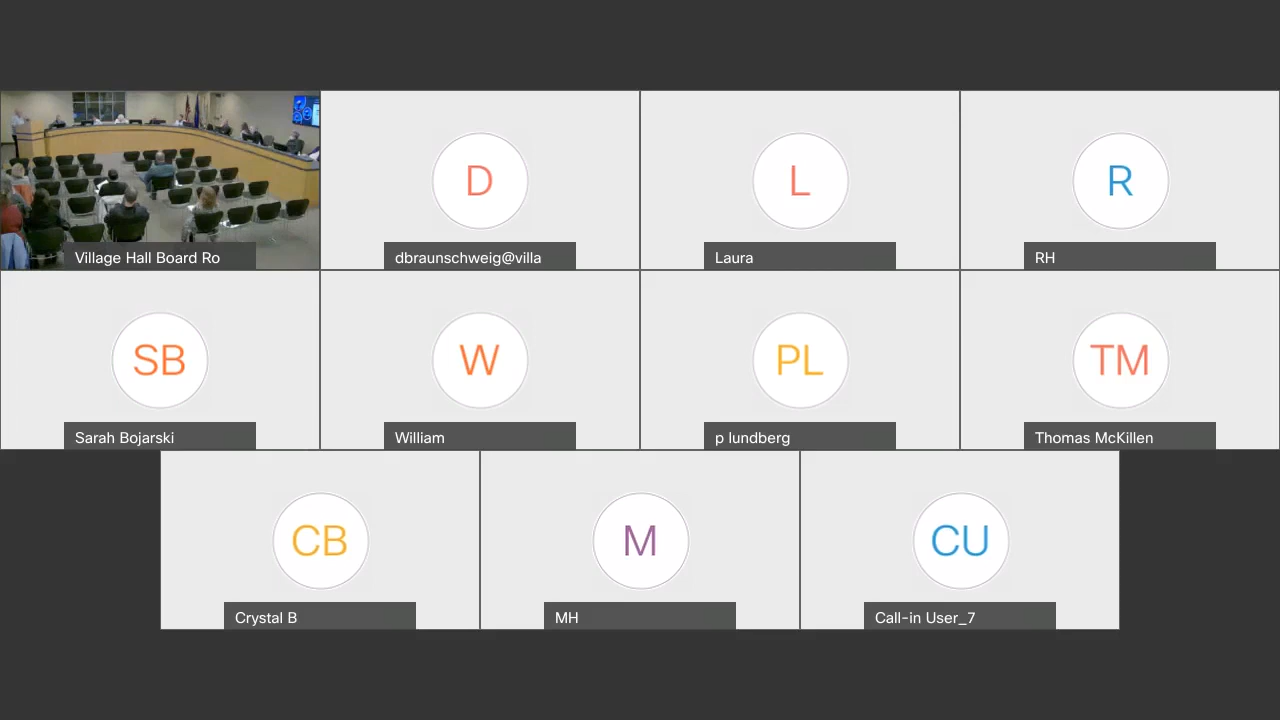 Village Hall Board Ro
D
dbraunschweig@villa
L
Laura
R
RH
SB
Sarah Bojarski
W
William
PL
p lundberg
TM
Thomas McKillen
CB
Crystal B
M
MH
CU
Call-in User_7